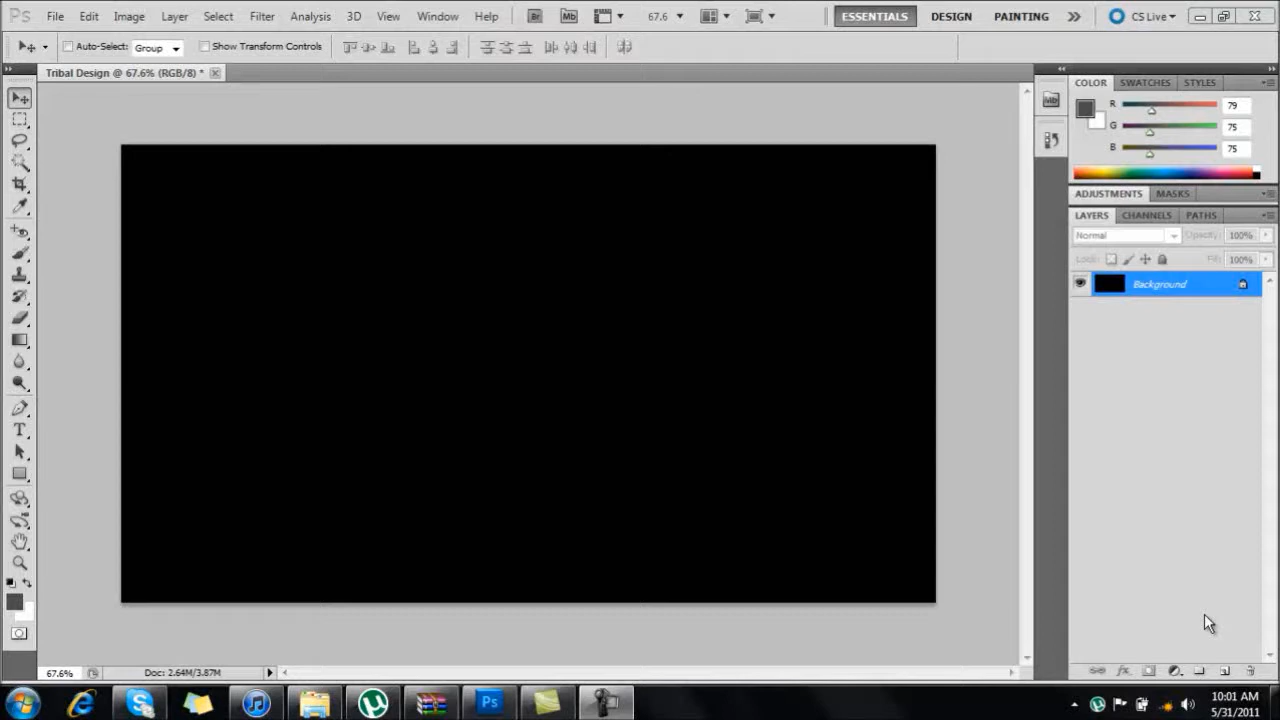 Ps File Edit Image Layer Select Filter Analysis 3D View Window Help Br Mb 67.6 ESSENTIALS DESIGN PAINTING CS Live
Auto-Select: Group Show Transform Controls
Tribal Design @ 67.6% (RGB/8) *
COLOR SWATCHES STYLES
R 79
G 75
B 75
ADJUSTMENTS MASKS
LAYERS CHANNELS PATHS
Normal Opacity: 100%
Lock: Fill: 100%
Background
67.6% Doc: 2.64M/3.87M
10:01 AM
5/31/2011